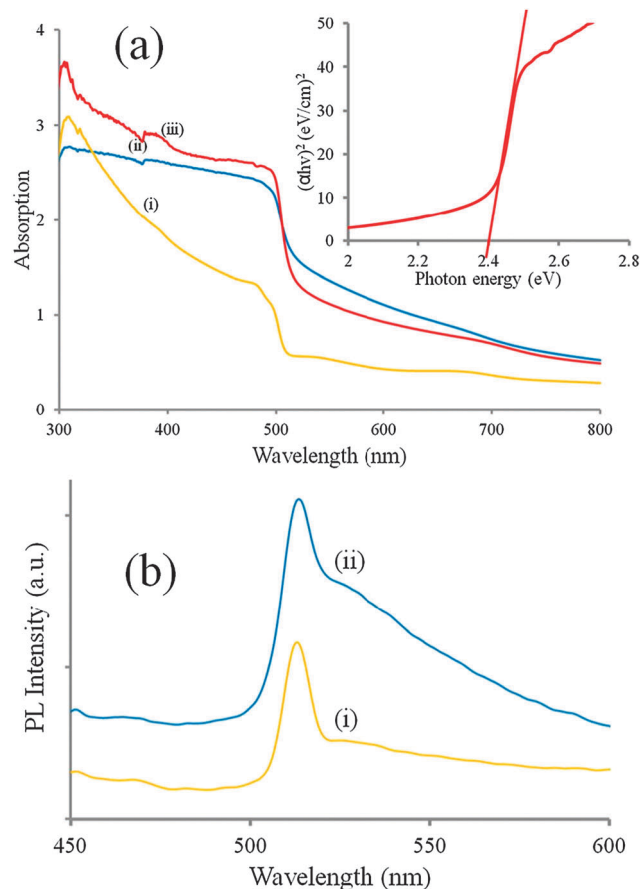 (a)
4
3
2
1
0
Absorption
(i)
(ii)
(iii)
300 400 500 600 700 800
Wavelength (nm)
50
40
30
20
10
0
(αhν)² (eV/cm)²
2 2.2 2.4 2.6 2.8
Photon energy (eV)
(b)
PL Intensity (a.u.)
(ii)
(i)
450 500 550 600
Wavelength (nm)